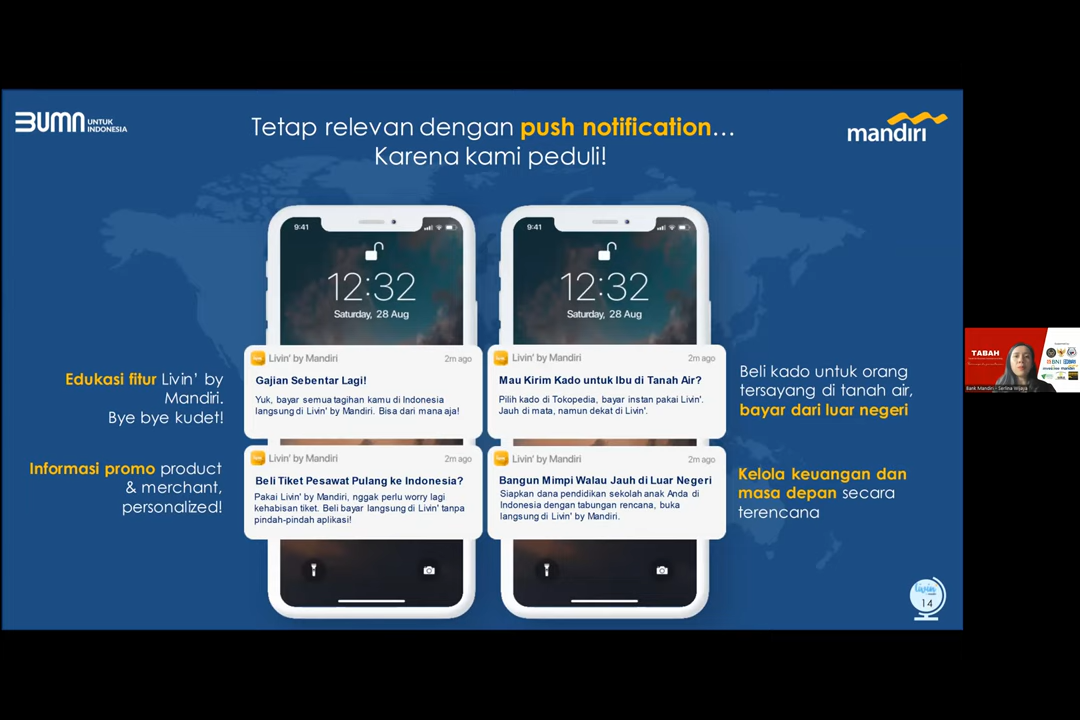 BUMN UNTUK
INDONESIA
Tetap relevan dengan push notification...
Karena kami peduli!
mandiri
9:41
12:32
Saturday, 28 Aug
9:41
12:32
Saturday, 28 Aug
Edukasi fitur Livin' by
Mandiri.
Bye bye kudet!
Livin' by Mandiri 2m ago
Gajian Sebentar Lagi!
Yuk, bayar semua tagihan kamu di Indonesia
langsung di Livin' by Mandiri. Bisa dari mana aja!
Livin' by Mandiri 2m ago
Mau Kirim Kado untuk Ibu di Tanah Air?
Pilih kado di Tokopedia, bayar instan pakai Livin'.
Jauh di mata, namun dekat di Livin'.
Beli kado untuk orang
tersayang di tanah air,
bayar dari luar negeri
Informasi promo product
& merchant,
personalized!
Livin' by Mandiri 2m ago
Beli Tiket Pesawat Pulang ke Indonesia?
Pakai Livin' by Mandiri, nggak perlu worry lagi
kehabisan tiket. Beli bayar langsung di Livin' tanpa
pindah-pindah aplikasi!
Livin' by Mandiri 2m ago
Bangun Mimpi Walau Jauh di Luar Negeri
Siapkan dana pendidikan sekolah anak Anda di
Indonesia dengan tabungan rencana, buka
langsung di Livin' by Mandiri.
Kelola keuangan dan
masa depan secara
terencana
livin'
14
TABAH
BNI
Bank Mandiri - Sertina Wijaya